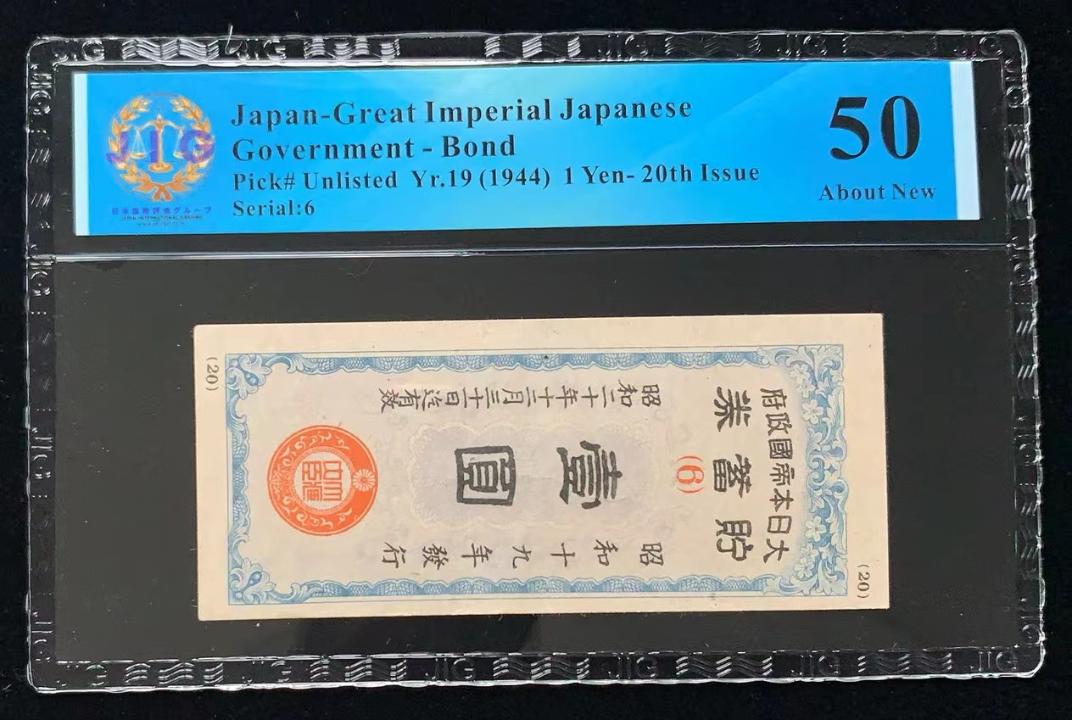 Japan-Great Imperial Japanese
Government - Bond
Pick# Unlisted Yr.19 (1944) 1 Yen- 20th Issue
Serial:6
50
About New
JIG
(20)
大日本帝國政府
貯蓄券
(6)
昭和十九年發行
壹圓
昭和二十年十二月三十一日迄有效
(20)